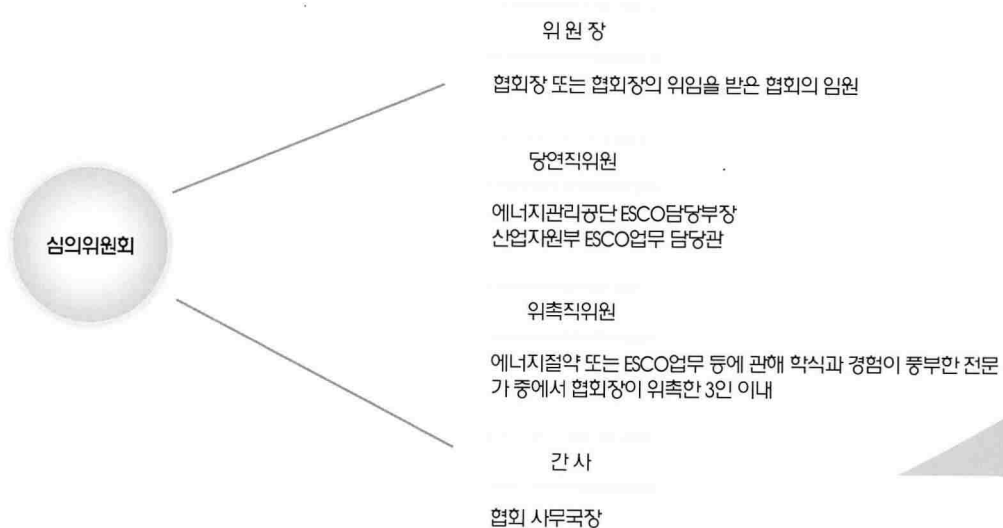 위 원 장
협회장 또는 협회장의 위임을 받은 협회의 임원
당연직위원
에너지관리공단 ESCO담당부장
산업자원부 ESCO업무 담당관
심의위원회
위촉직위원
에너지절약 또는 ESCO업무 등에 관해 학식과 경험이 풍부한 전문
가 중에서 협회장이 위촉한 3인 이내
간 사
협회 사무국장